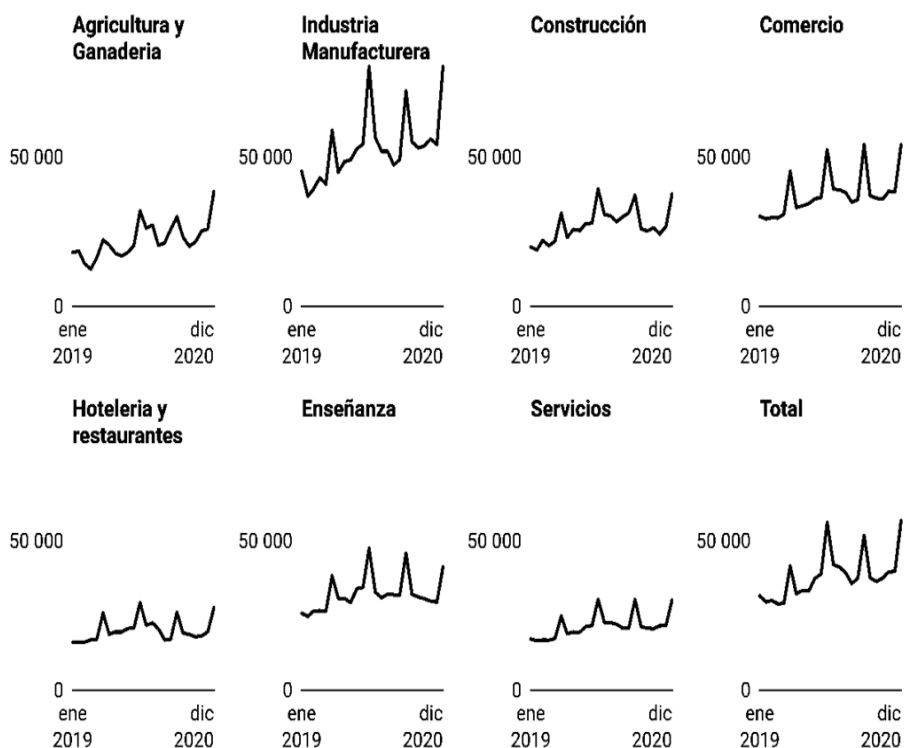 Agricultura y
Ganaderia
Industria
Manufacturera
Construcción
Comercio
50 000
50 000
50 000
50 000
0
0
0
0
ene
2019
dic
2020
ene
2019
dic
2020
ene
2019
dic
2020
ene
2019
dic
2020
Hoteleria y
restaurantes
Enseñanza
Servicios
Total
50 000
50 000
50 000
50 000
0
0
0
0
ene
2019
dic
2020
ene
2019
dic
2020
ene
2019
dic
2020
ene
2019
dic
2020